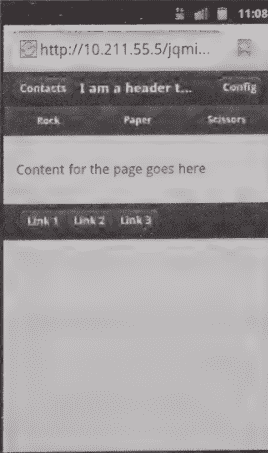 11:08
http://10.211.55.5/jqmi...
Contacts I am a header t... Config
Rock Paper Scissors
Content for the page goes here
Link 1 Link 2 Link 3